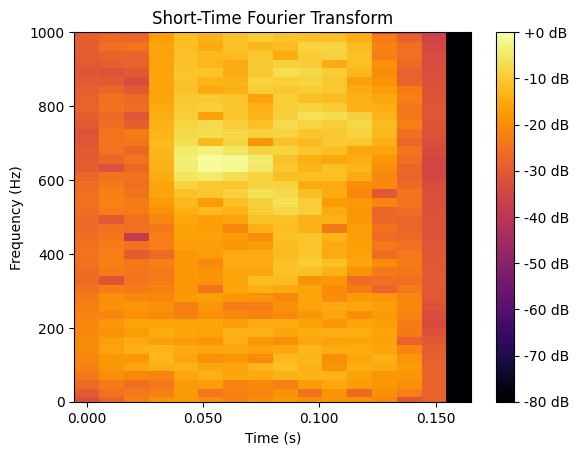 Short-Time Fourier Transform
1000
800
600
400
200
0
Frequency (Hz)
0.000
0.050
0.100
0.150
Time (s)
+0 dB
-10 dB
-20 dB
-30 dB
-40 dB
-50 dB
-60 dB
-70 dB
-80 dB